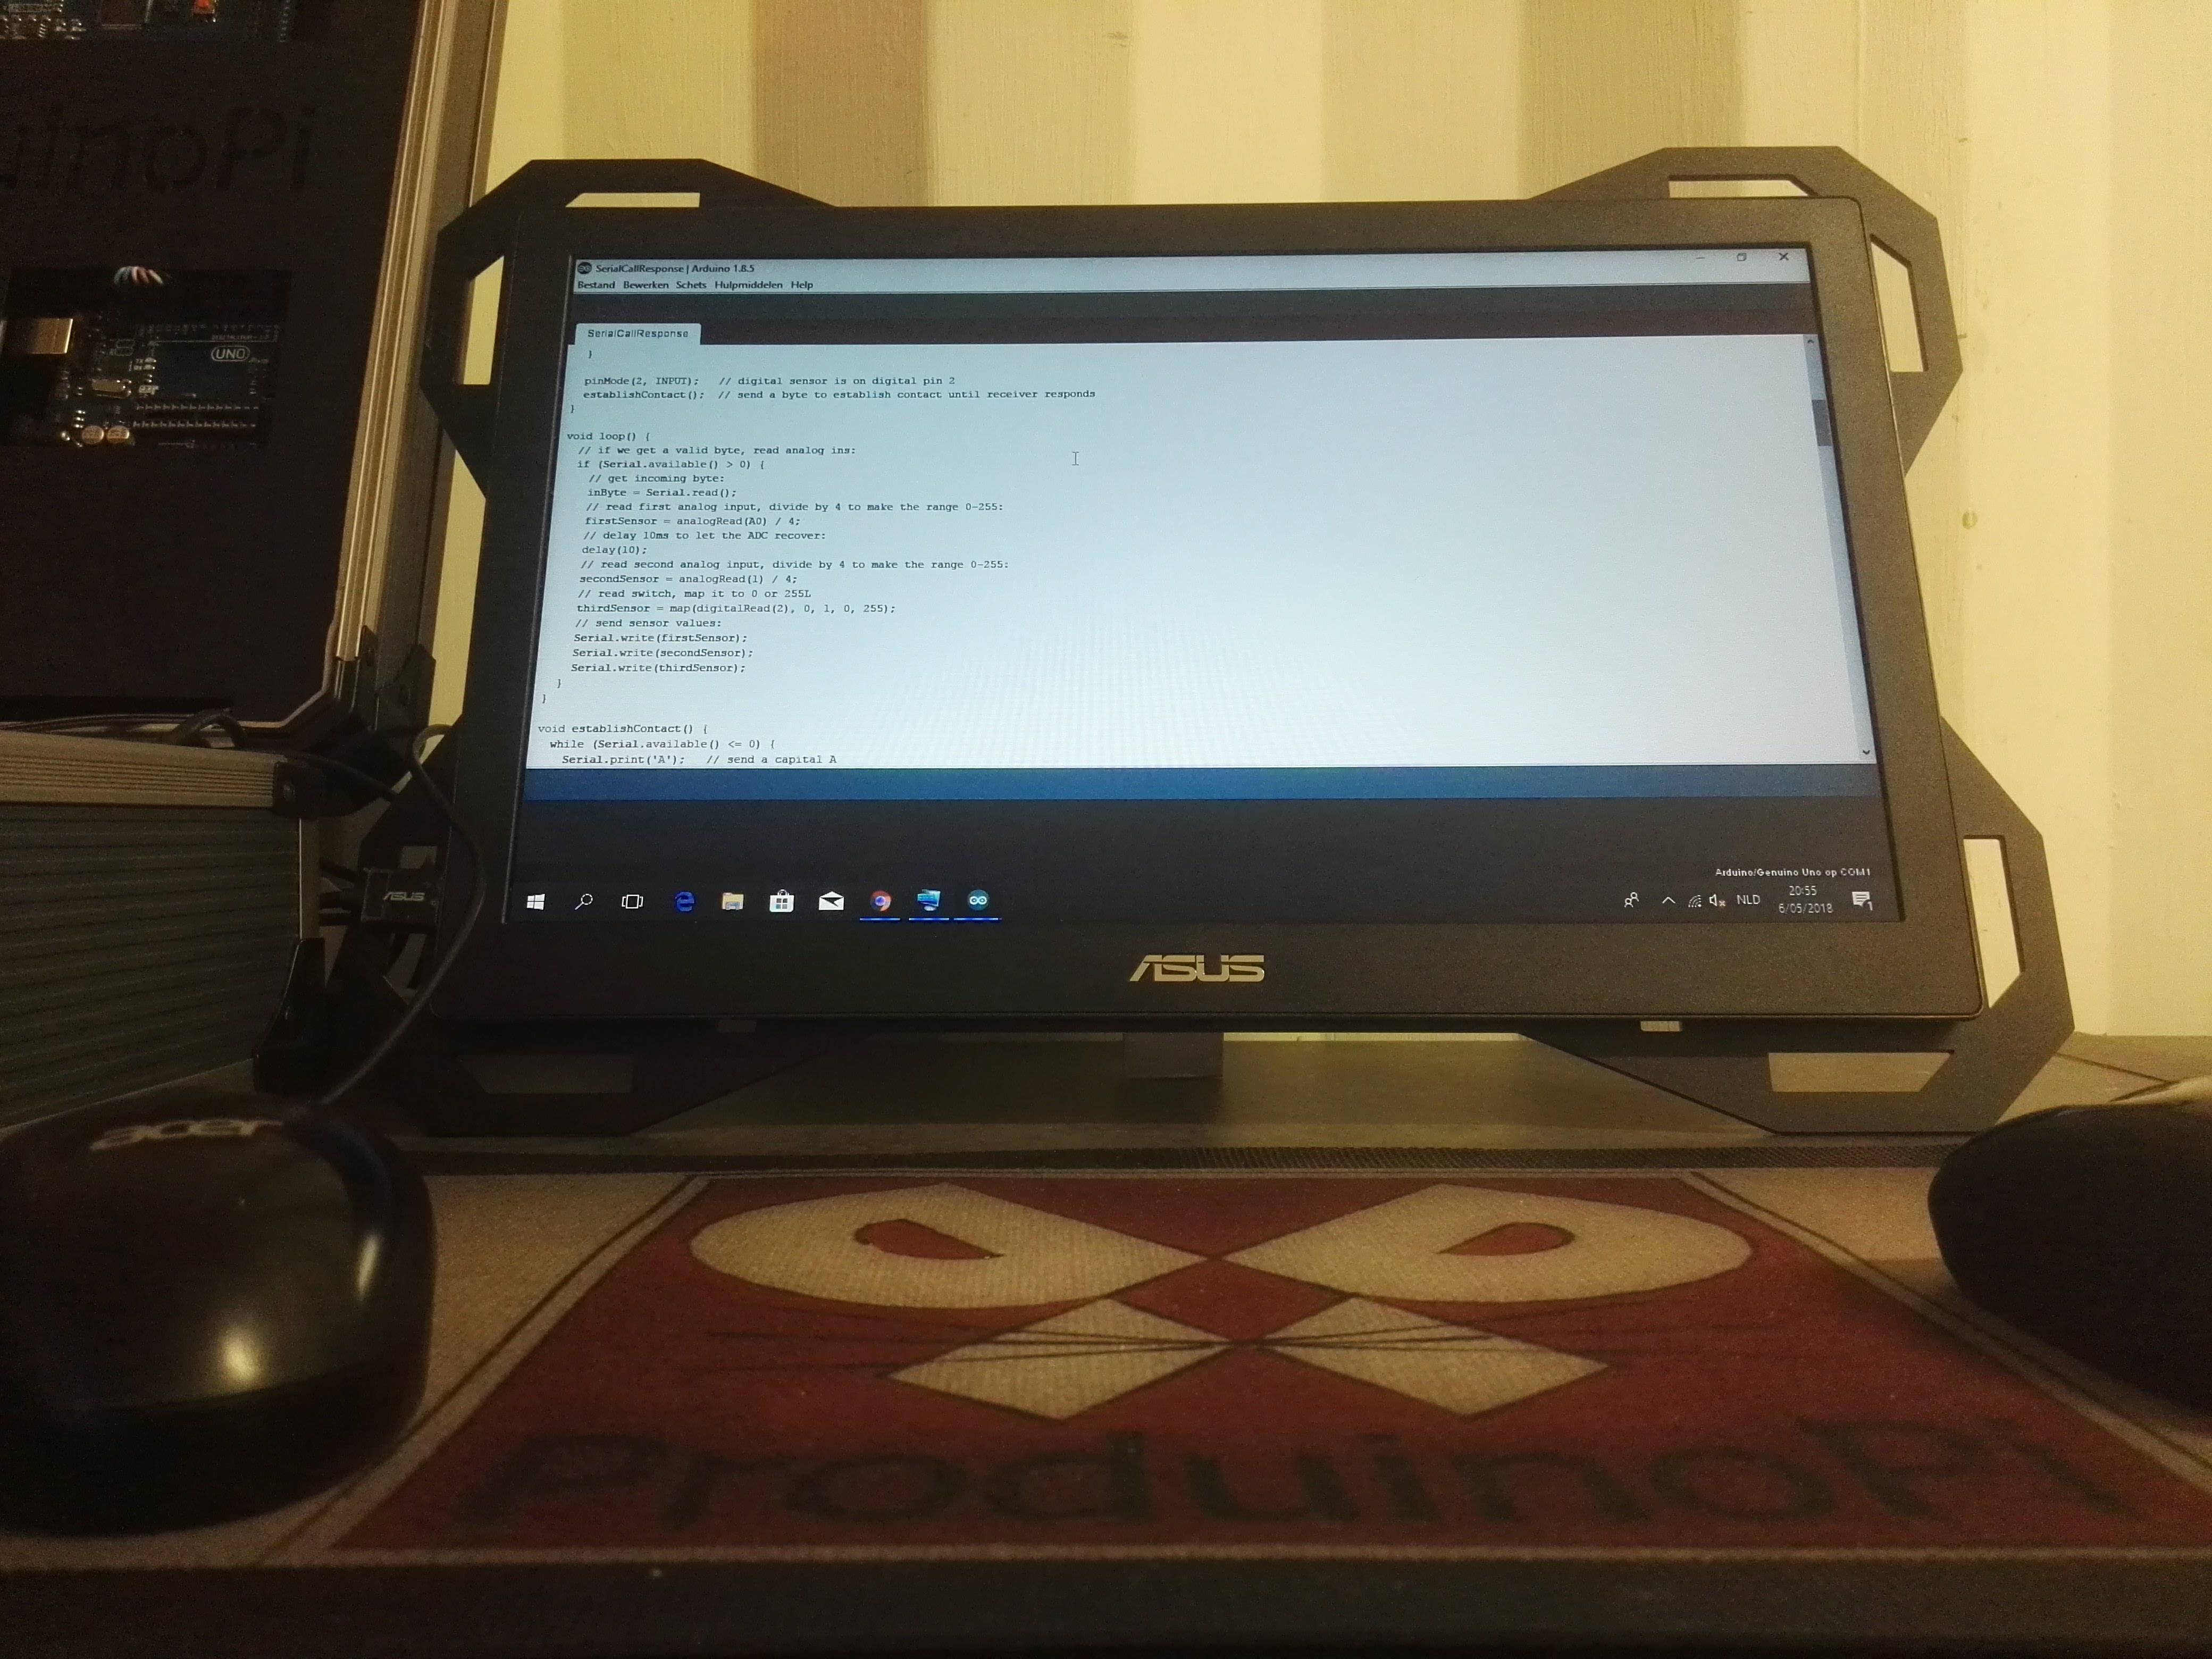 uinoPi
UNO
SerialCallResponse | Arduino 1.8.5
Bestand Bewerken Schets Hulpmiddelen Help
SerialCallResponse
}
pinMode(2, INPUT); // digital sensor is on digital pin 2
establishContact(); // send a byte to establish contact until receiver responds
}
void loop() {
// if we get a valid byte, read analog ins:
if (Serial.available() > 0) {
// get incoming byte:
inByte = Serial.read();
// read first analog input, divide by 4 to make the range 0-255:
firstSensor = analogRead(A0) / 4;
// delay 10ms to let the ADC recover:
delay(10);
// read second analog input, divide by 4 to make the range 0-255:
secondSensor = analogRead(1) / 4;
// read switch, map it to 0 or 255L
thirdSensor = map(digitalRead(2), 0, 1, 0, 255);
// send sensor values:
Serial.write(firstSensor);
Serial.write(secondSensor);
Serial.write(thirdSensor);
}
}
void establishContact() {
while (Serial.available() <= 0) {
Serial.print('A'); // send a capital A
Arduino/Genuino Uno op COM1
NLD
20:55
6/05/2018
1
ASUS
ASUS
acer
ProduinoPi